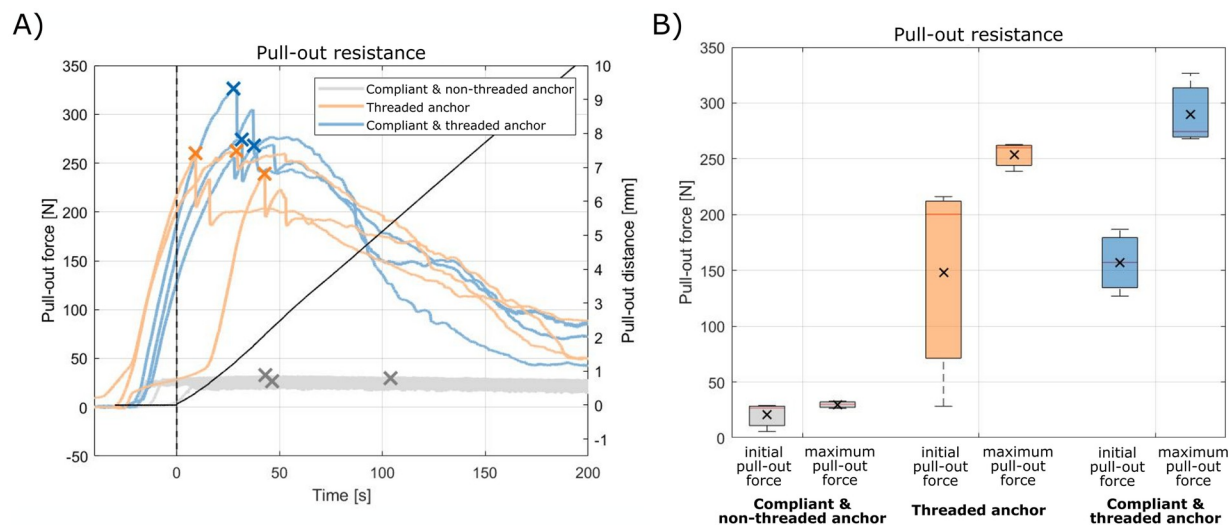 A)
Pull-out resistance
Compliant & non-threaded anchor
Threaded anchor
Compliant & threaded anchor
Pull-out force [N]
350
300
250
200
150
100
50
0
-50
0
50
100
150
200
Time [s]
10
9
8
7
6
5
4
3
2
1
0
-1
Pull-out distance [mm]
B)
Pull-out resistance
Pull-out force [N]
350
300
250
200
150
100
50
0
initial
pull-out
force
maximum
pull-out
force
initial
pull-out
force
maximum
pull-out
force
initial
pull-out
force
maximum
pull-out
force
Compliant &
non-threaded anchor
Threaded anchor
Compliant &
threaded anchor